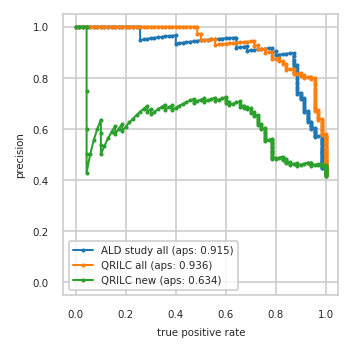 1.0
0.8
0.6
0.4
0.2
0.0
precision
ALD study all (aps: 0.915)
QRILC all (aps: 0.936)
QRILC new (aps: 0.634)
0.0 0.2 0.4 0.6 0.8 1.0
true positive rate